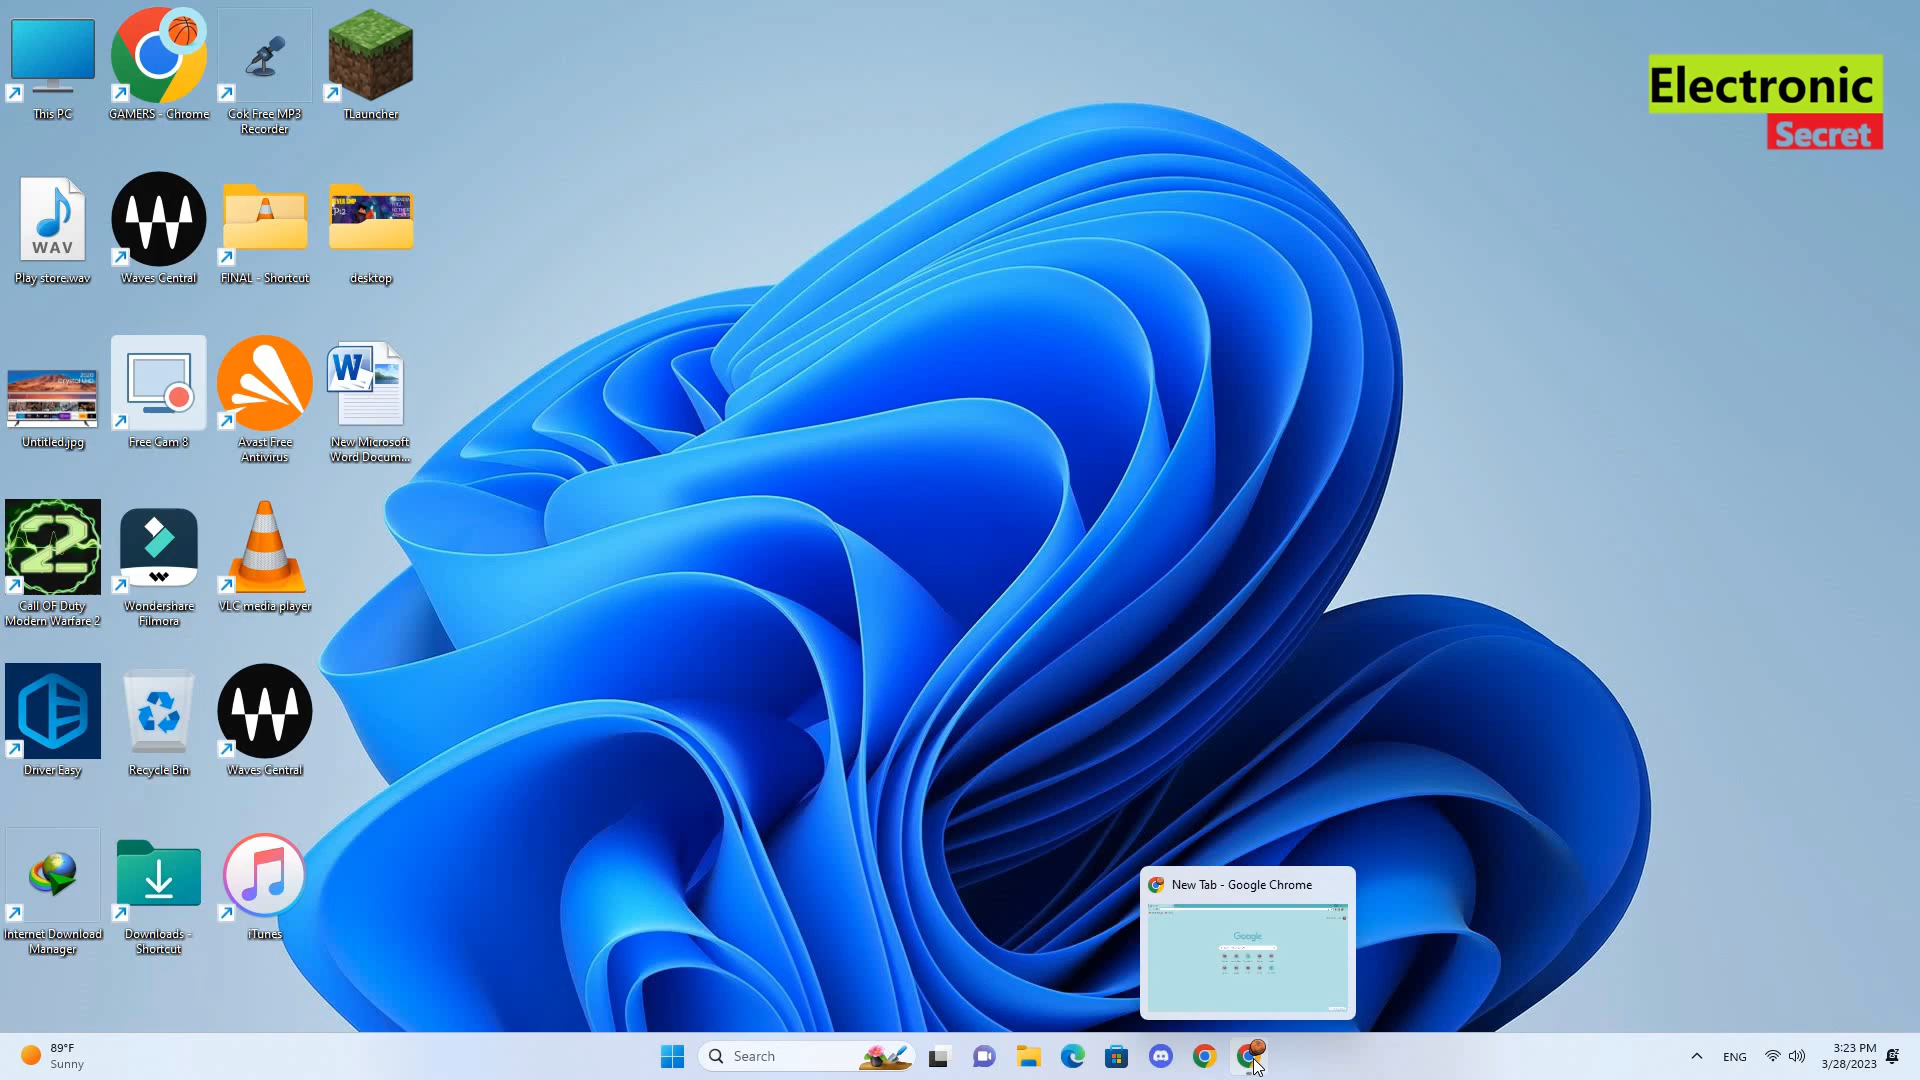 This PC
GAMERS - Chrome
Cok Free MP3
Recorder
TLauncher
Electronic
Secret
WAV
Play store.wav
Waves Central
FINAL - Shortcut
desktop
Untitled.jpg
Free Cam 8
Avast Free
Antivirus
W
New Microsoft
Word Docum...
2
Call OF Duty
Modern Warfare 2
Wondershare
Filmora
VLC media player
Driver Easy
Recycle Bin
Waves Central
Internet Download
Manager
Downloads -
Shortcut
iTunes
New Tab - Google Chrome
Google
89°F
Sunny
Search
ENG
3:23 PM
3/28/2023